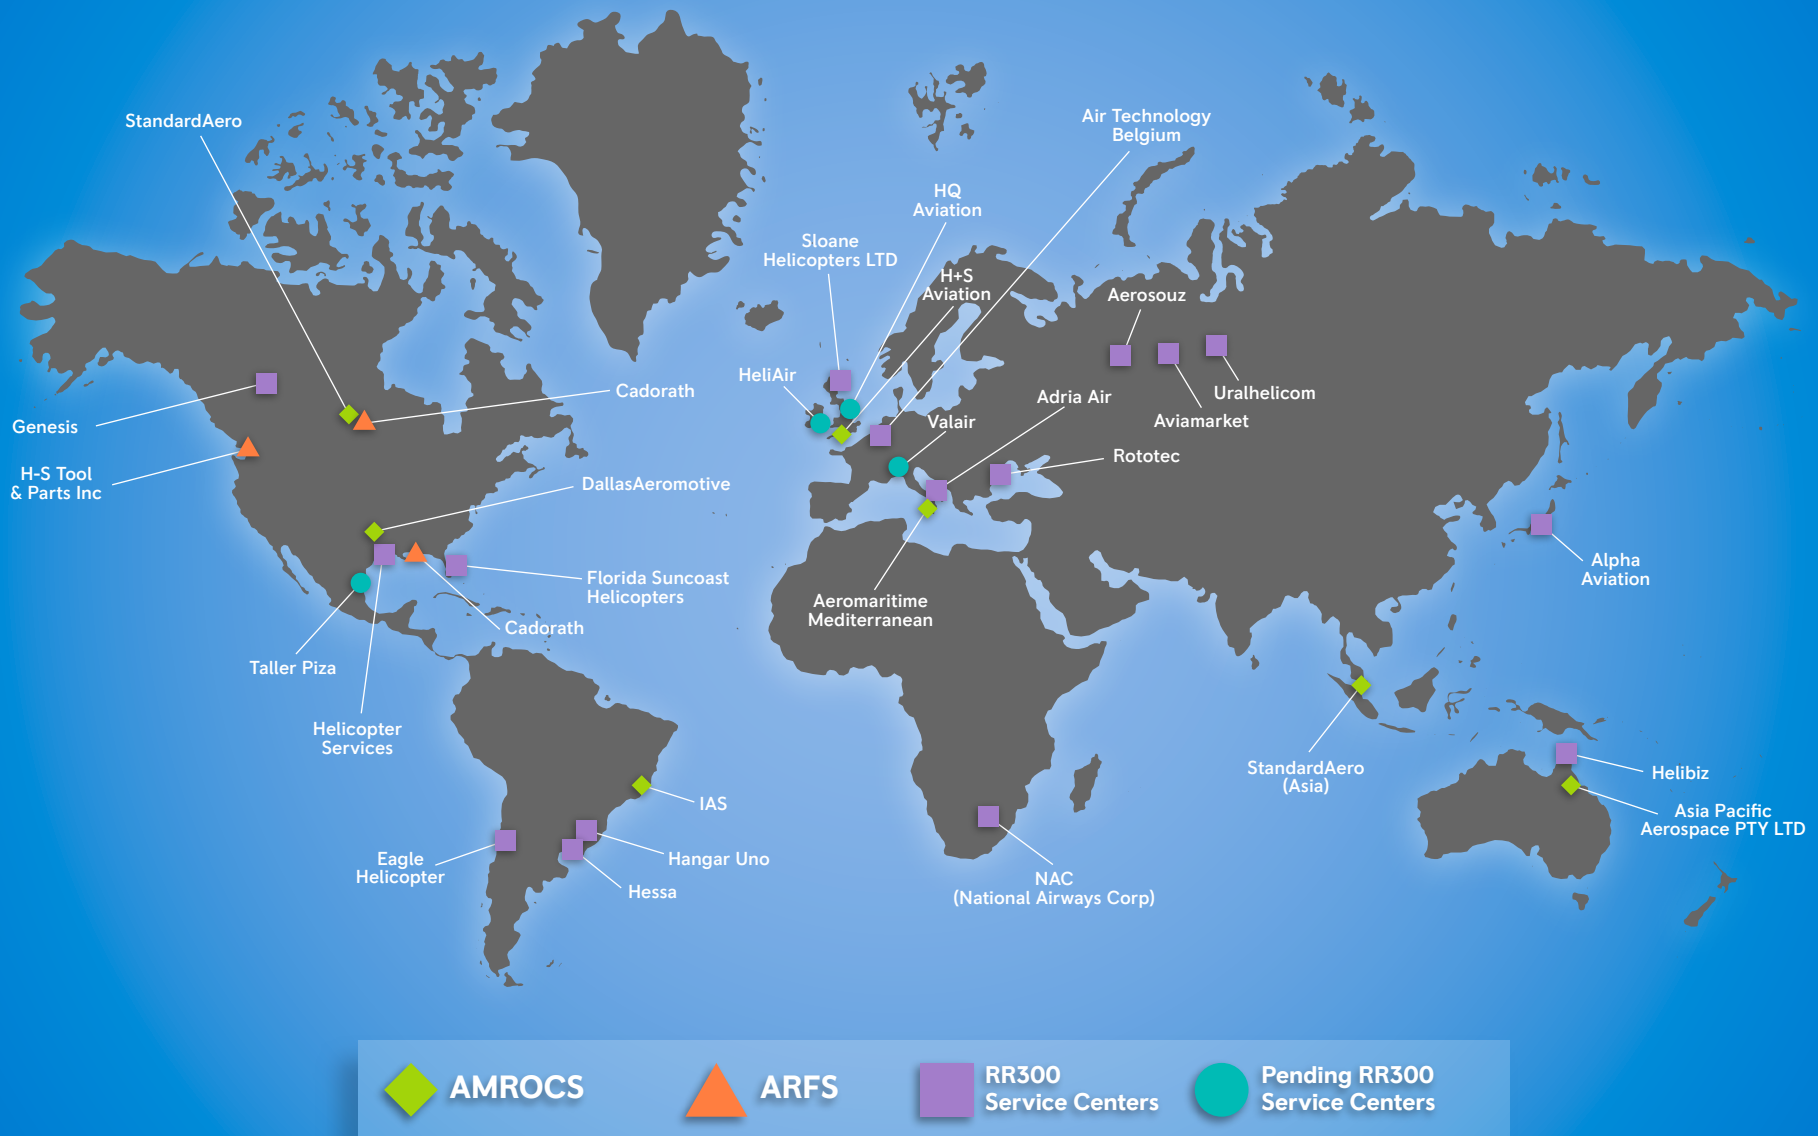 StandardAero
Air Technology
Belgium
HQ
Aviation
Sloane
Helicopters LTD
H+S
Aviation
Aerosouz
HeliAir
Cadorath
Adria Air
Uralhelicom
Valair
Aviamarket
Genesis
Rototec
H-S Tool
& Parts Inc
DallasAeromotive
Alpha
Aviation
Florida Suncoast
Helicopters
Aeromaritime
Mediterranean
Cadorath
Taller Piza
Helicopter
Services
StandardAero
(Asia)
Helibiz
IAS
Asia Pacific
Aerospace PTY LTD
Eagle
Helicopter
Hangar Uno
Hessa
NAC
(National Airways Corp)
AMROCS
ARFS
RR300
Service Centers
Pending RR300
Service Centers